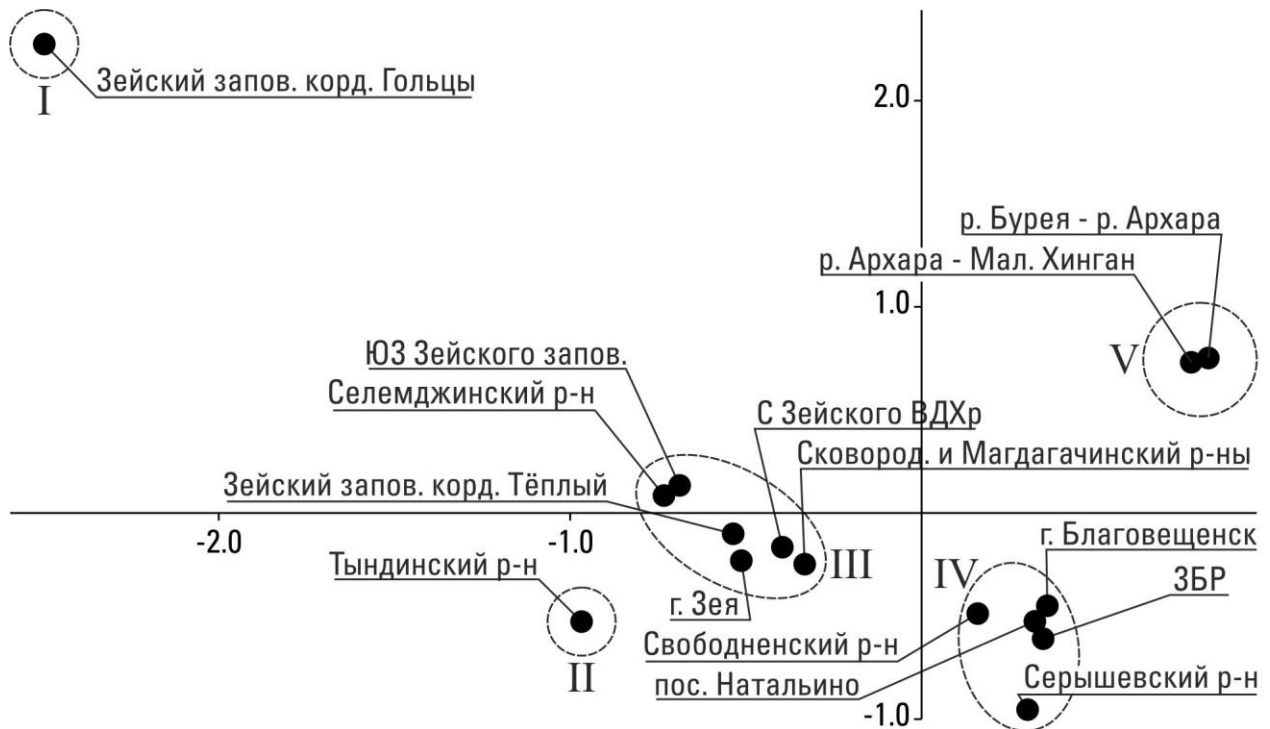 Зейский запов. корд. Гольцы
I
2.0
р. Бурея - р. Архара
р. Архара - Мал. Хинган
1.0
V
ЮЗ Зейского запов.
Селемджинский р-н
С Зейского ВДХр
Сковород. и Магдагачинский р-ны
Зейский запов. корд. Тёплый
-2.0
-1.0
г. Благовещенск
Тындинский р-н
III
IV
ЗБР
г. Зея
Свободненский р-н
II
пос. Натальино
Серышевский р-н
-1.0